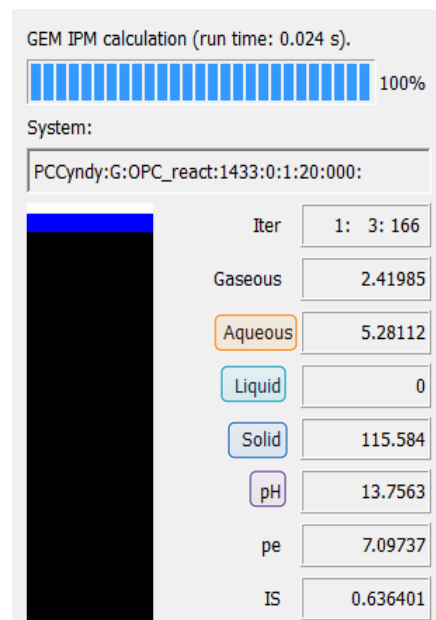 GEM IPM calculation (run time: 0.024 s).
100%
System:
PCCyndy:G:OPC_react:1433:0:1:20:000:
Iter 1: 3: 166
Gaseous 2.41985
Aqueous 5.28112
Liquid 0
Solid 115.584
pH 13.7563
pe 7.09737
IS 0.636401